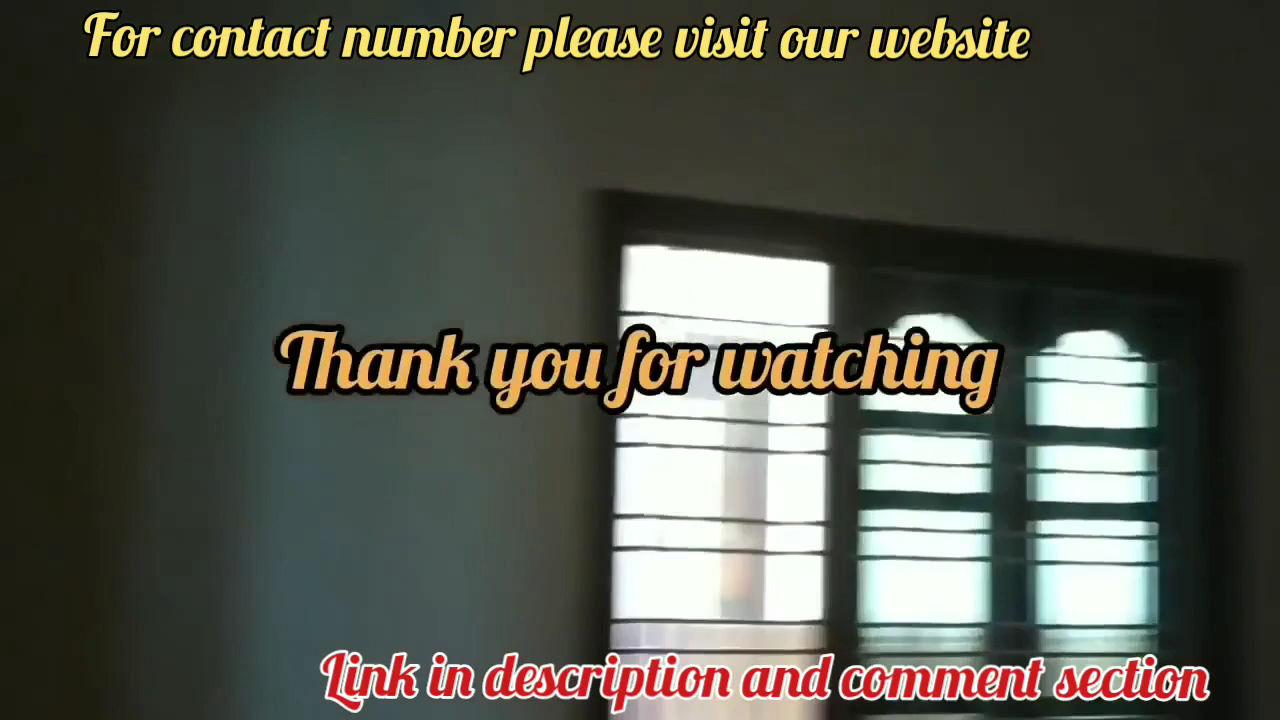 For contact number please visit our website
Thank you for watching
Link in description and comment section